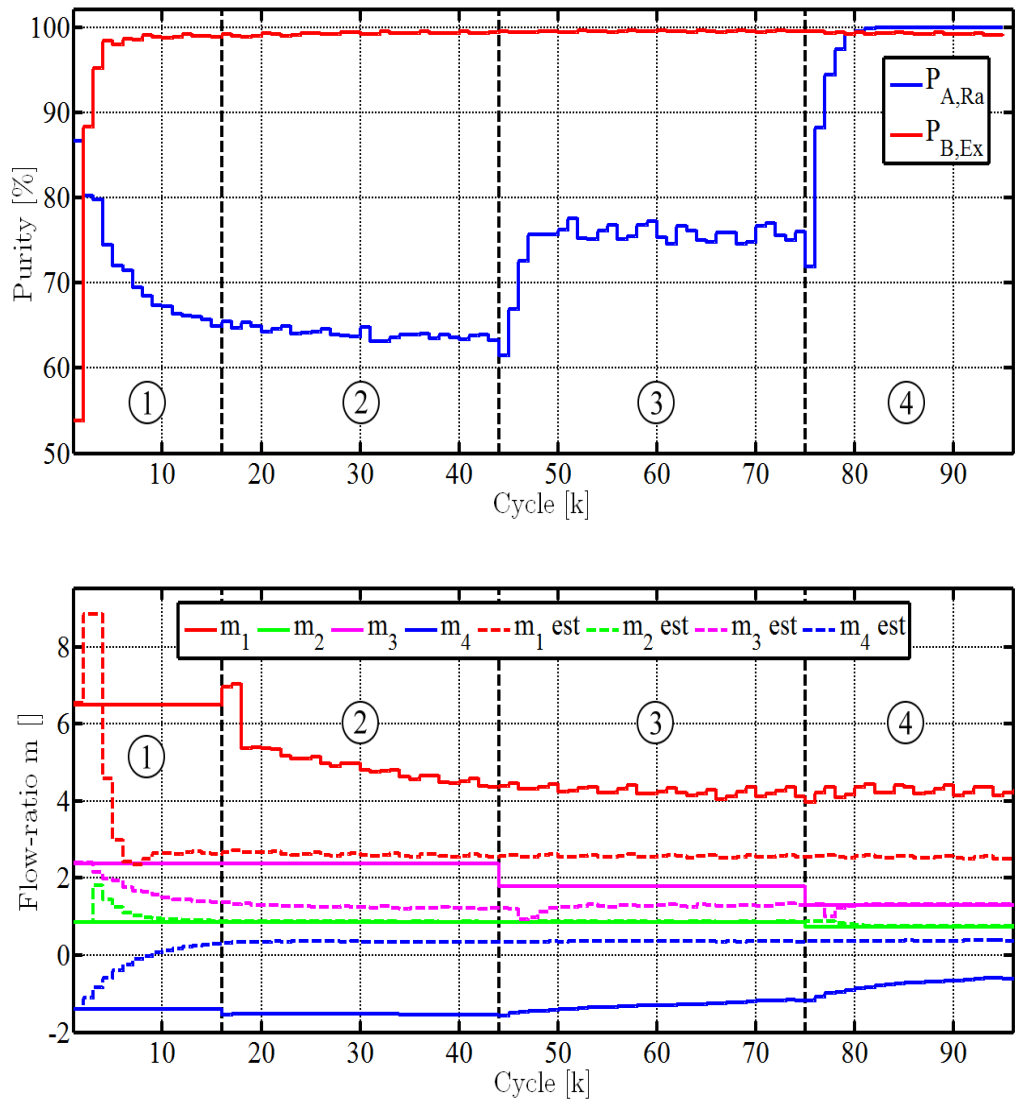 100
90
80
70
60
50
Purity [%]
P_A,Ra
P_B,Ex
1
2
3
4
10 20 30 40 50 60 70 80 90
Cycle [k]
8
6
4
2
0
-2
Flow-ratio m []
m_1 m_2 m_3 m_4 m_1 est m_2 est m_3 est m_4 est
1
2
3
4
10 20 30 40 50 60 70 80 90
Cycle [k]